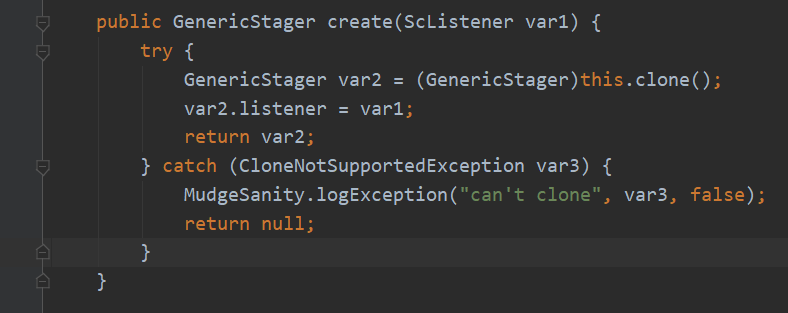 public GenericStager create(ScListener var1) {
try {
GenericStager var2 = (GenericStager)this.clone();
var2.listener = var1;
return var2;
} catch (CloneNotSupportedException var3) {
MudgeSanity.logException("can't clone", var3, false);
return null;
}
}